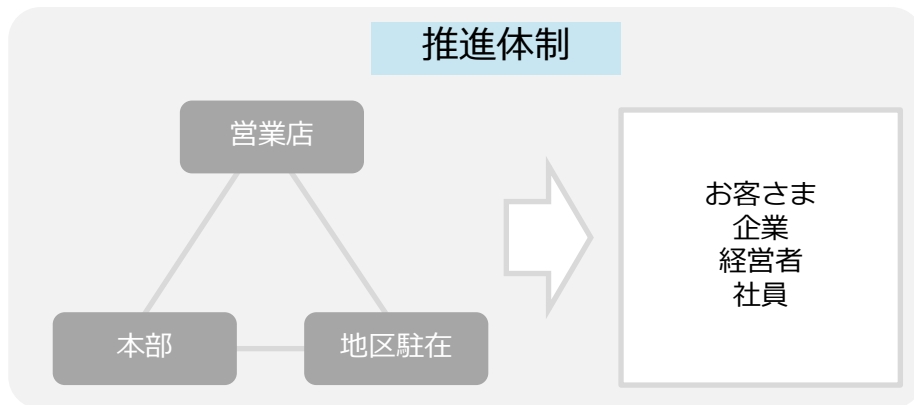 推進体制
営業店
本部
地区駐在
お客さま
企業
経営者
社員